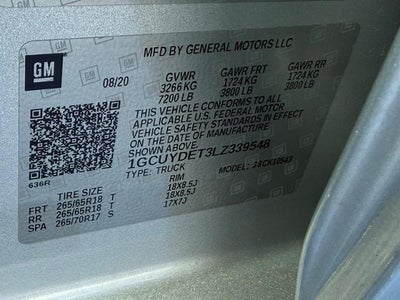 GM
MFD BY GENERAL MOTORS LLC
08/20 GVWR GAWR FRT GAWR RR
3266 KG 1724 KG 1724 KG
7200 LB 3800 LB 3800 LB
THIS VEHICLE CONFORMS TO ALL
APPLICABLE U.S. FEDERAL MOTOR
VEHICLE SAFETY STANDARDS IN EFFECT
ON THE DATE OF MANUFACTURE
SHOWN ABOVE.
1GCUYDET3LZ339548
TYPE: TRUCK MODEL: 18CK10543
636R
TIRE SIZE RIM
FRT 265/65R18 T 18X8.5J
RR 265/65R18 T 18X8.5J
SPA 265/70R17 S 17X7J